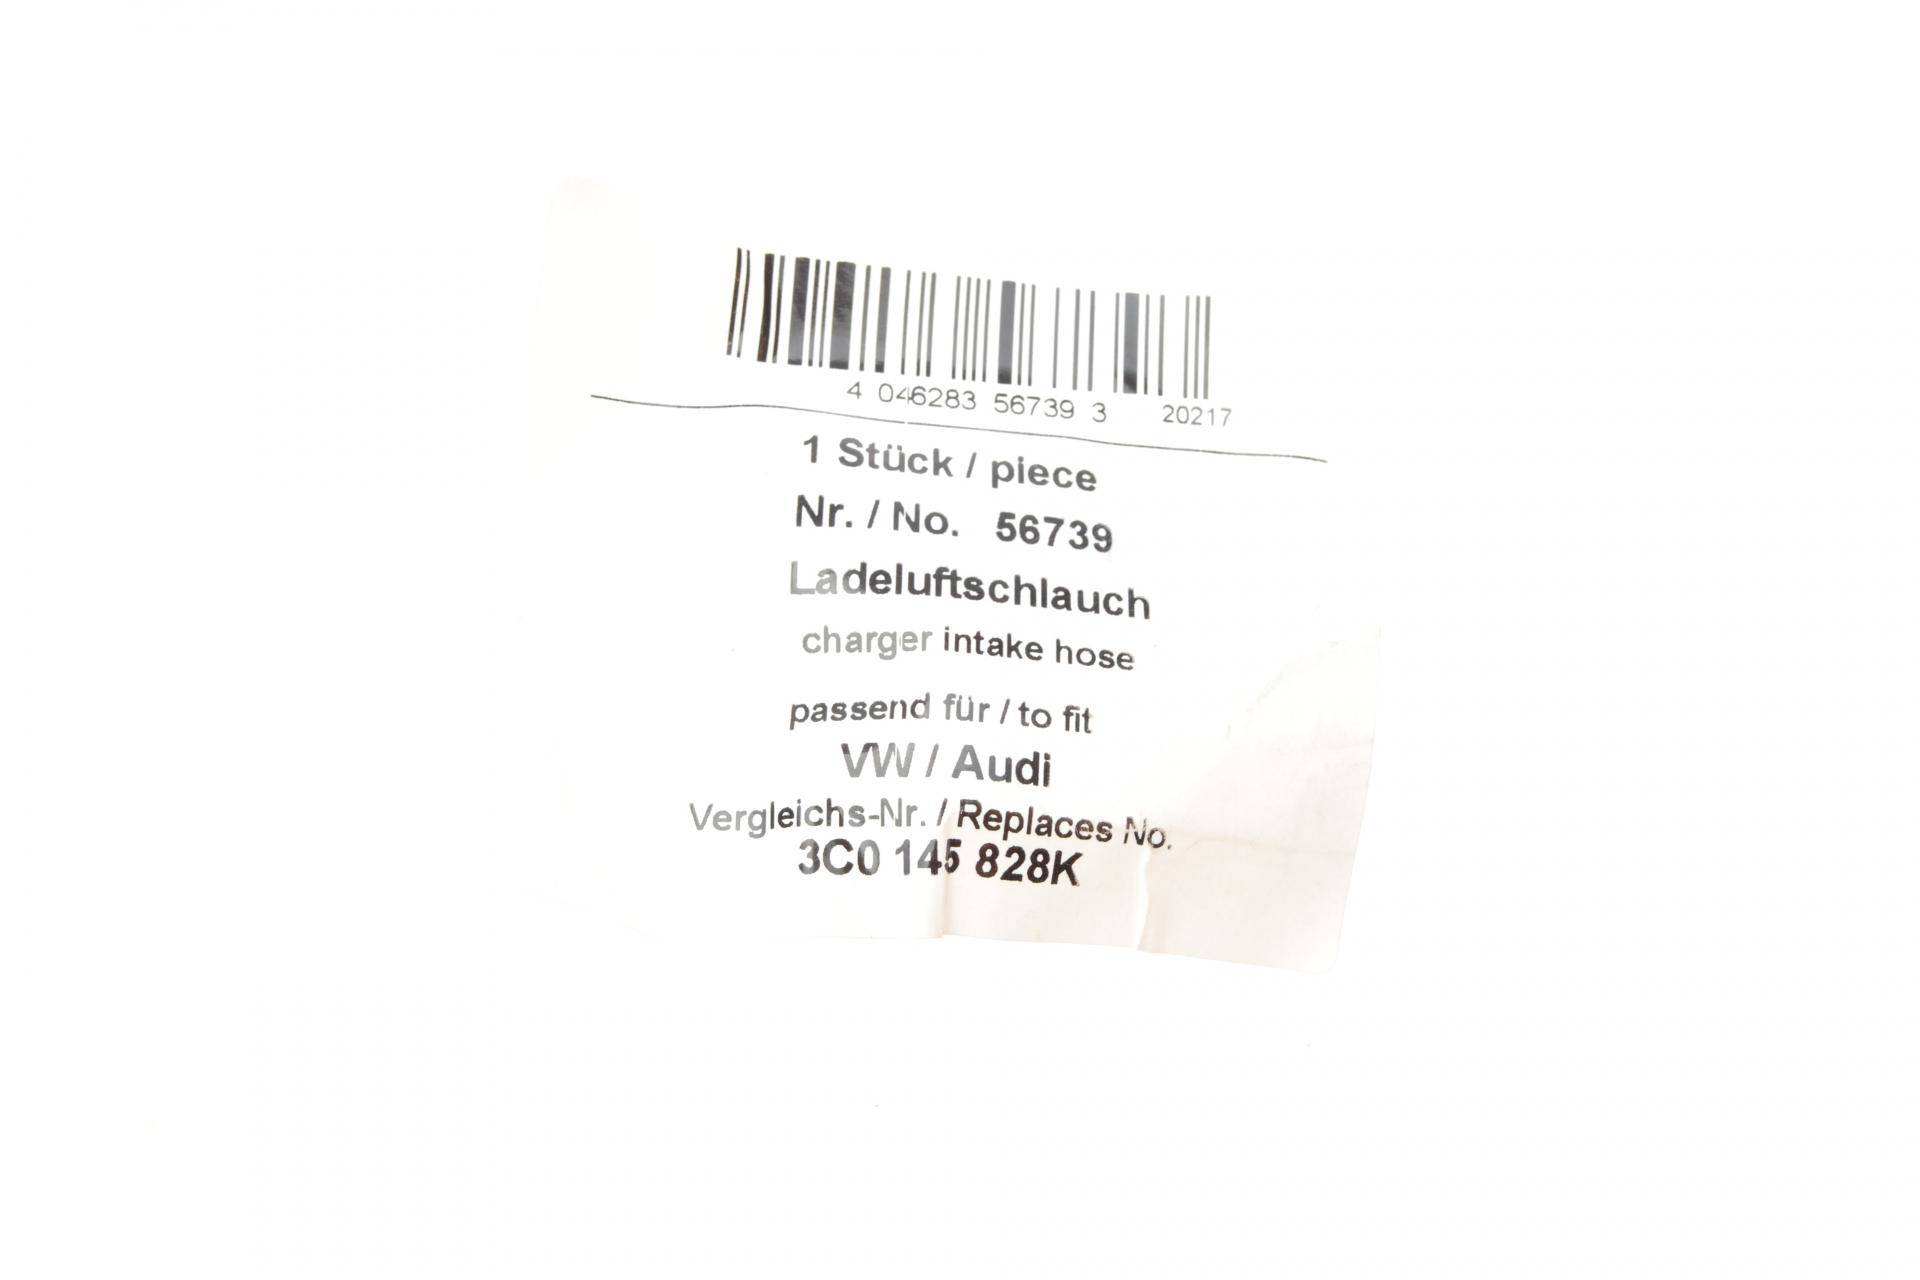 4 046283 56739 3 20217
1 Stück / piece
Nr. / No. 56739
Ladeluftschlauch
charger intake hose
passend für / to fit
VW / Audi
Vergleichs-Nr. / Replaces No.
3C0 145 828K